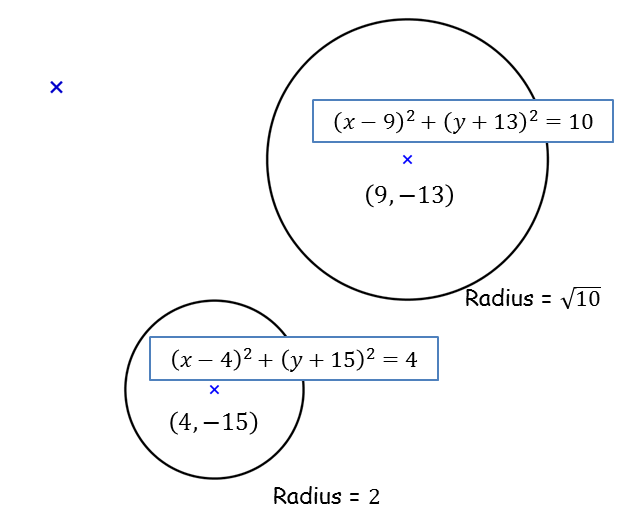 (x − 9)² + (y + 13)² = 10
(9, −13)
Radius = √10
(x − 4)² + (y + 15)² = 4
(4, −15)
Radius = 2